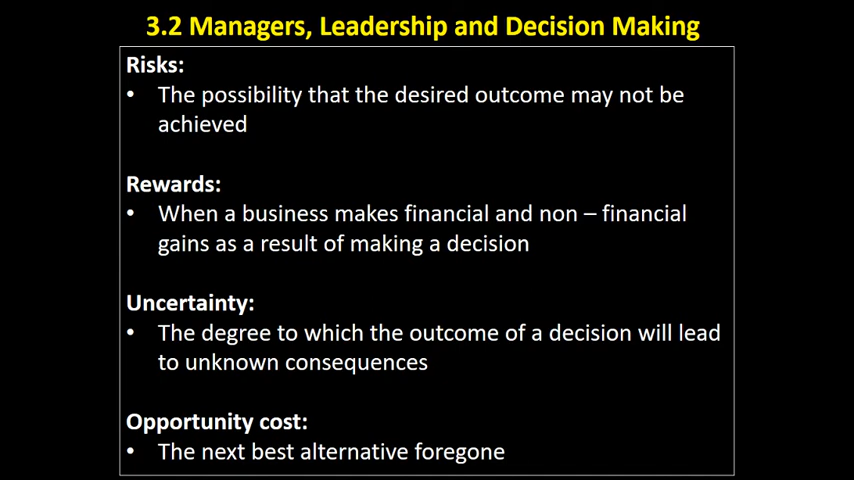 3.2 Managers, Leadership and Decision Making
Risks:
• The possibility that the desired outcome may not be
achieved
Rewards:
• When a business makes financial and non – financial
gains as a result of making a decision
Uncertainty:
• The degree to which the outcome of a decision will lead
to unknown consequences
Opportunity cost:
• The next best alternative foregone